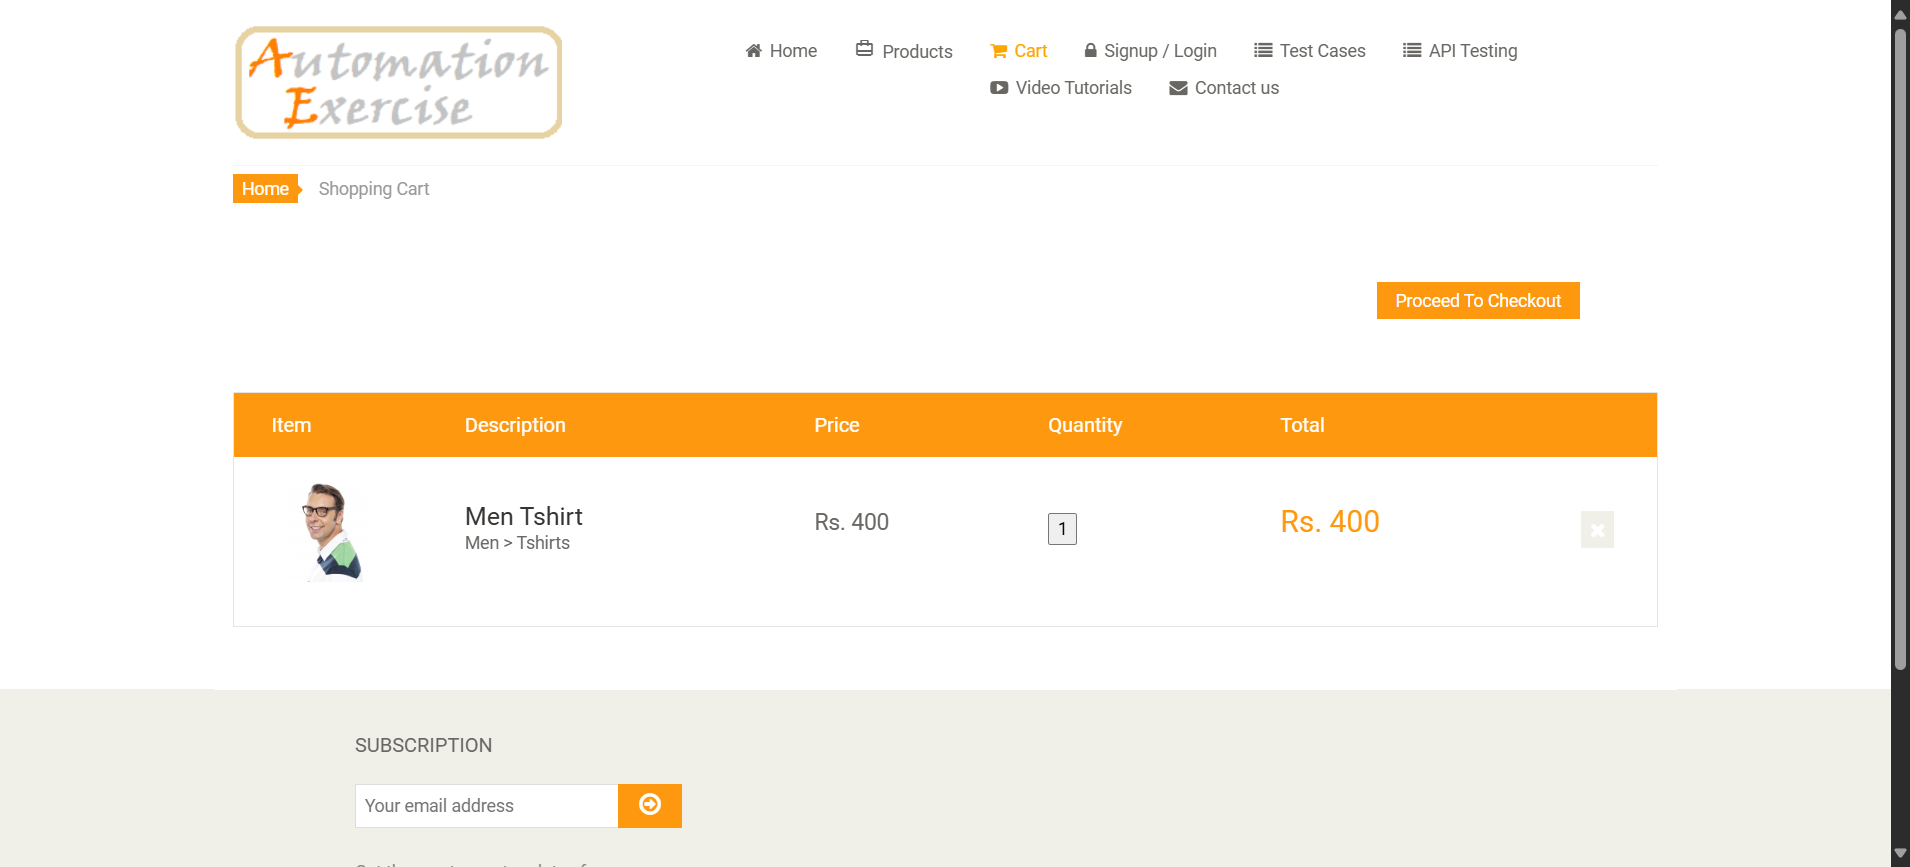 Automation
Exercise
Home
Products
Cart
Signup / Login
Test Cases
API Testing
Video Tutorials
Contact us
Home
Shopping Cart
Proceed To Checkout
Item Description Price Quantity Total
Men Tshirt
Men > Tshirts
Rs. 400
1
Rs. 400
SUBSCRIPTION
Your email address